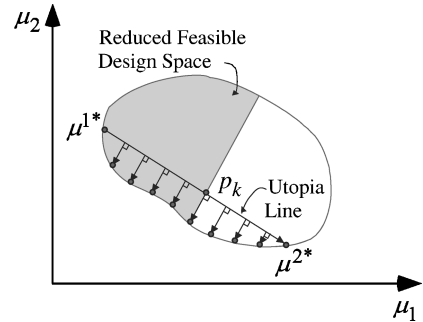 μ₂
Reduced Feasible
Design Space
μ¹*
pₖ
Utopia
Line
μ²*
μ₁